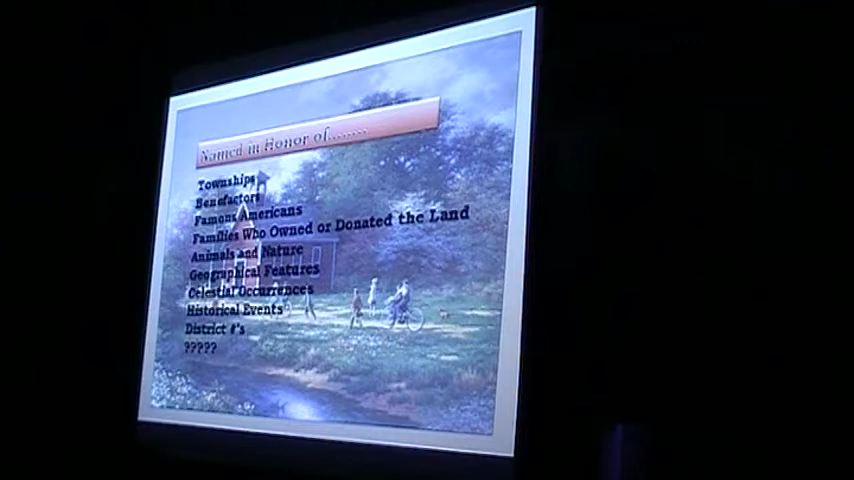 Named in Honor of........
Townships
Benefactors
Famous Americans
Families Who Owned or Donated the Land
Animals and Nature
Geographical Features
Celestial Occurrences
Historical Events
District #'s
?????